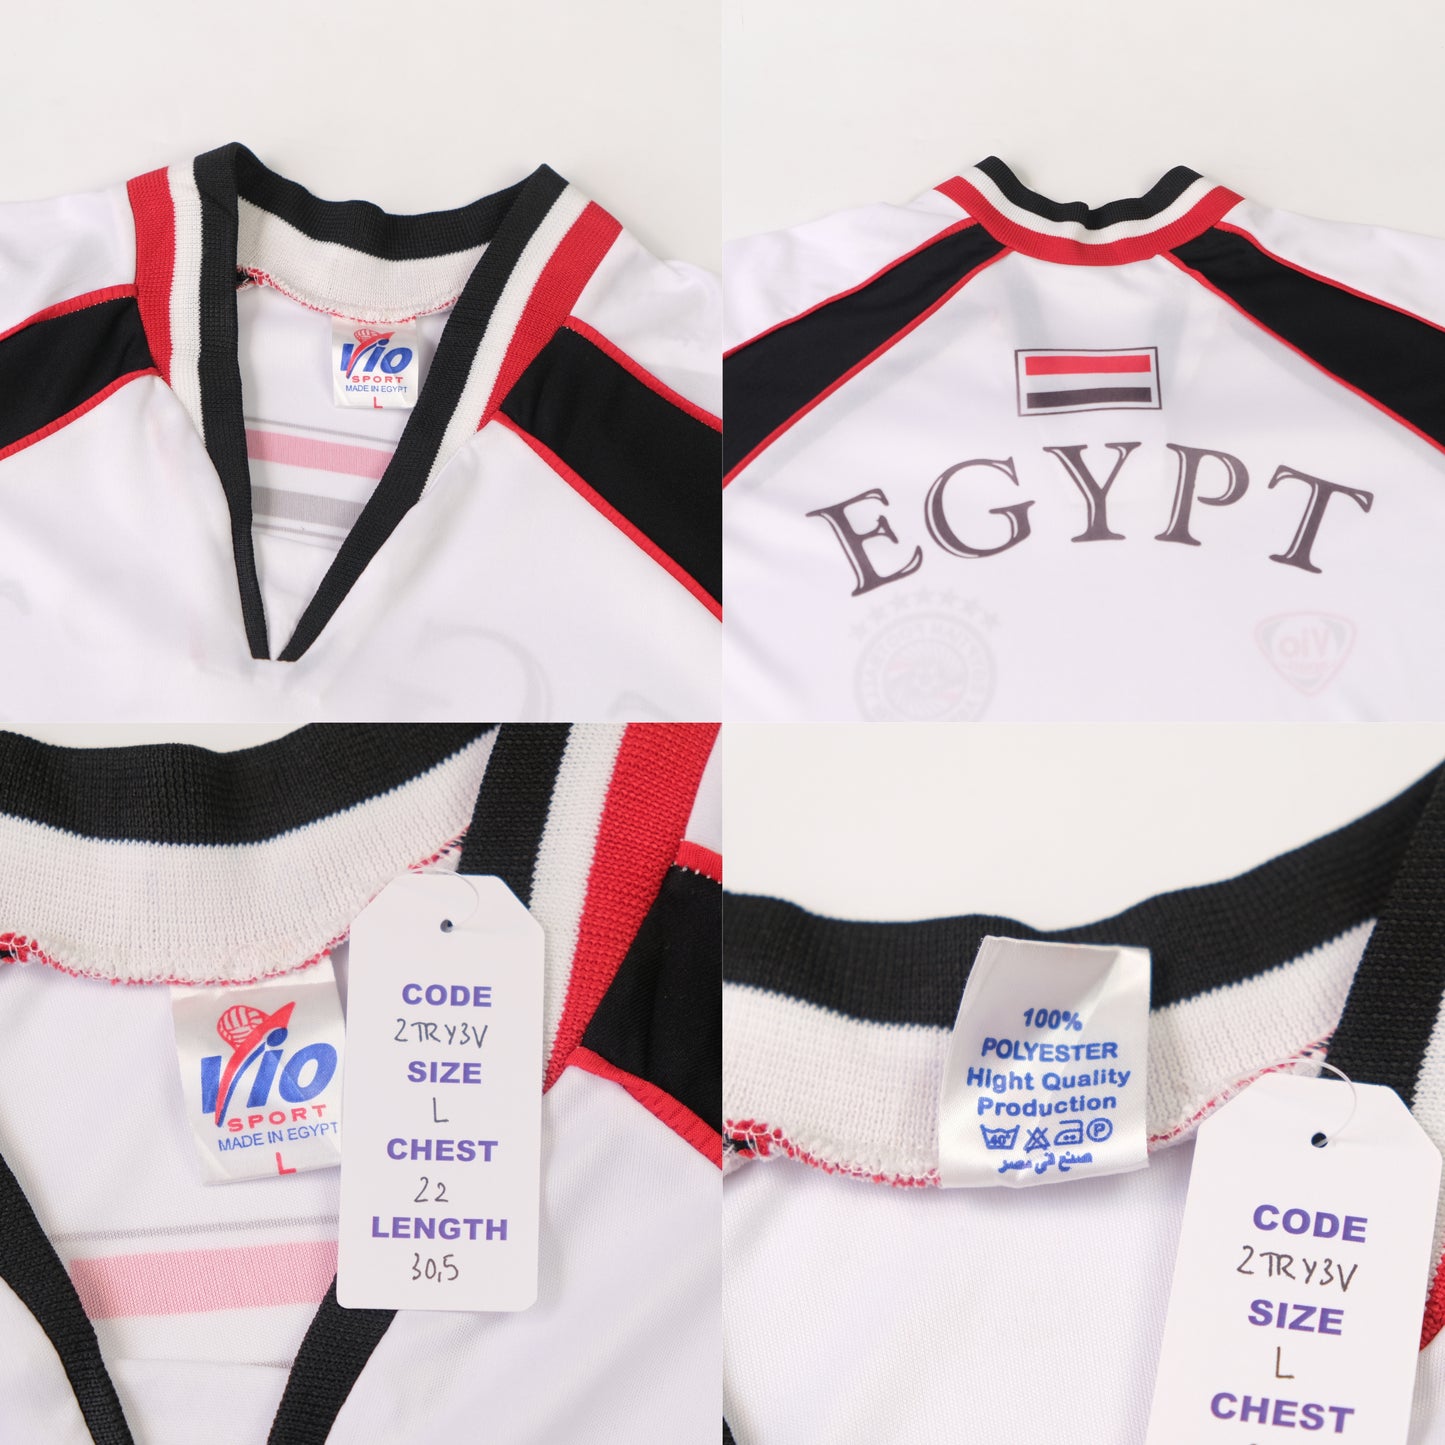 Vio
SPORT
MADE IN EGYPT
L
EGYPT
Vio
SPORT
MADE IN EGYPT
L
CODE
2TRY3V
SIZE
L
CHEST
22
LENGTH
30,5
100%
POLYESTER
Hight Quality
Production
40°
P
صنع في مصر
CODE
2TRY3V
SIZE
L
CHEST